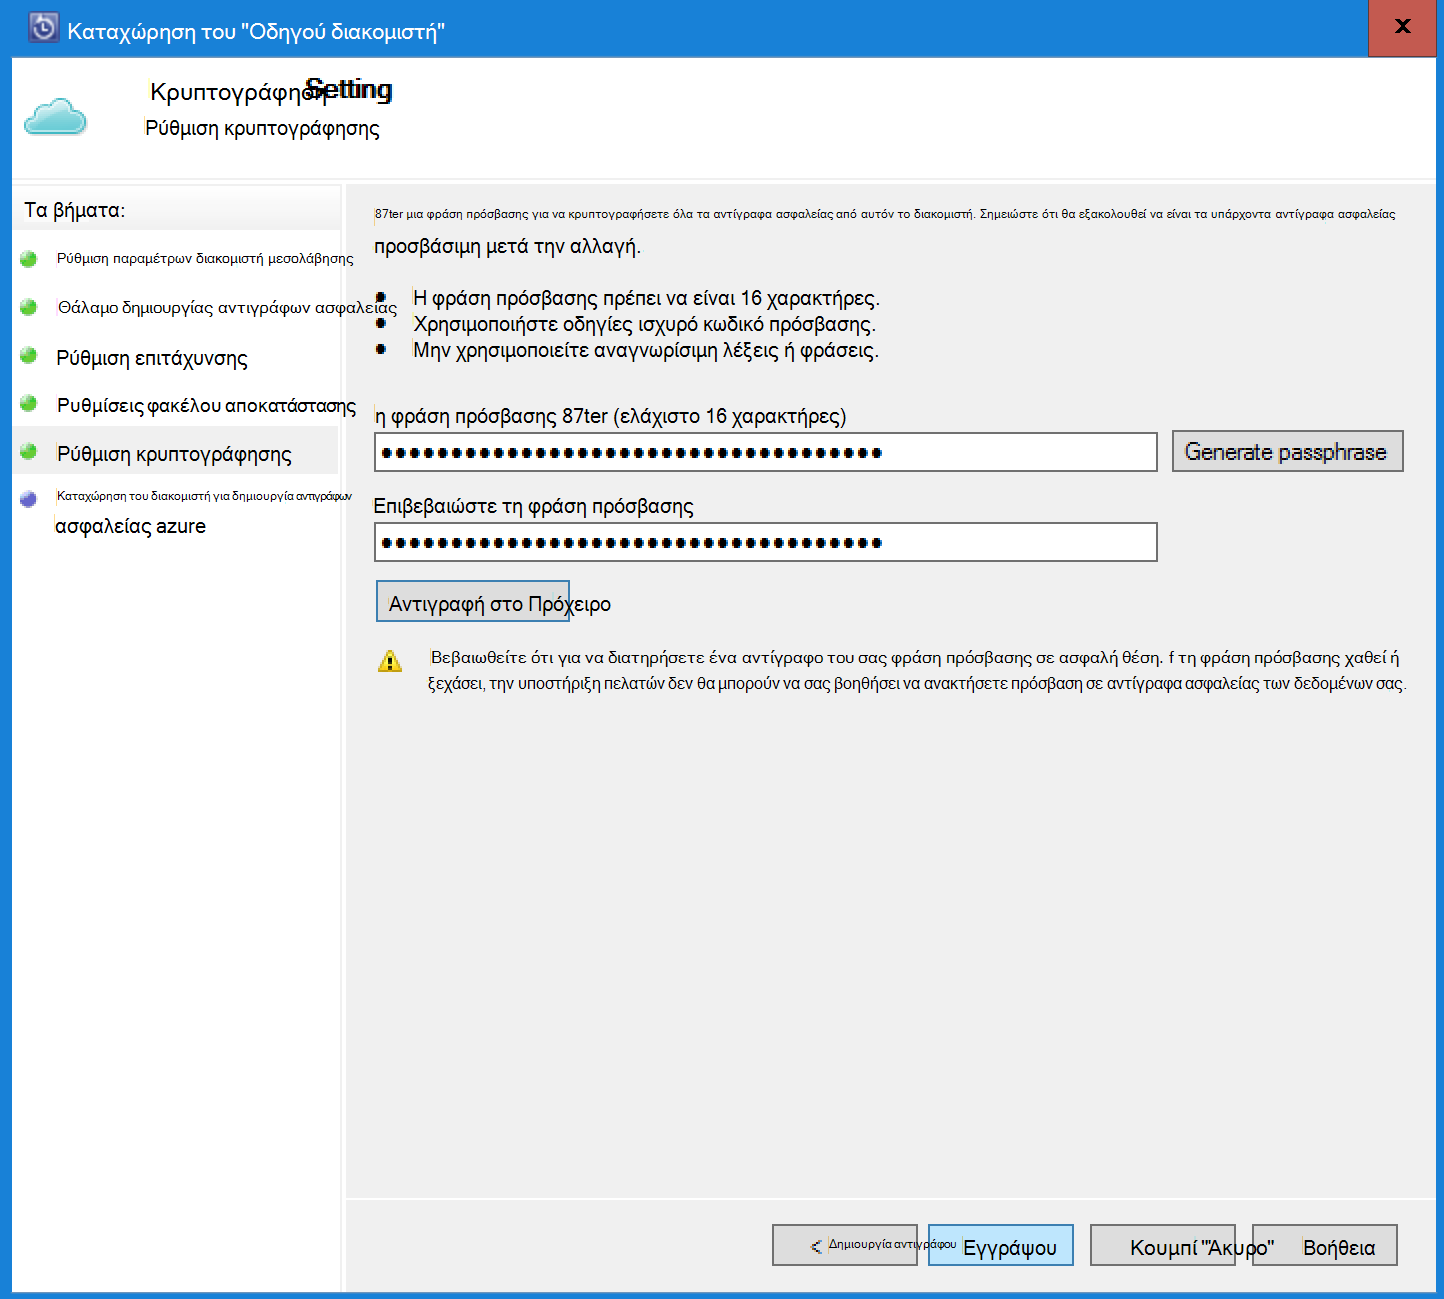 Καταχώρηση του "Οδηγού διακομιστή"
x
Κρυπτογράφηση Setting
Ρύθμιση κρυπτογράφησης
Τα βήματα:
Ρύθμιση παραμέτρων διακομιστή μεσολάβησης
Θάλαμο δημιουργίας αντιγράφων ασφαλείας
Ρύθμιση επιτάχυνσης
Ρυθμίσεις φακέλου αποκατάστασης
Ρύθμιση κρυπτογράφησης
Καταχώρηση του διακομιστή για δημιουργία αντιγράφων
ασφαλείας azure
87ter μια φράση πρόσβασης για να κρυπτογραφήσετε όλα τα αντίγραφα ασφαλείας από αυτόν το διακομιστή. Σημειώστε ότι θα εξακολουθεί να είναι τα υπάρχοντα αντίγραφα ασφαλείας
προσβάσιμη μετά την αλλαγή.
● Η φράση πρόσβασης πρέπει να είναι 16 χαρακτήρες.
● Χρησιμοποιήστε οδηγίες ισχυρό κωδικό πρόσβασης.
● Μην χρησιμοποιείτε αναγνωρίσιμη λέξεις ή φράσεις.
η φράση πρόσβασης 87ter (ελάχιστο 16 χαρακτήρες)
Generate passphrase
Επιβεβαιώστε τη φράση πρόσβασης
Αντιγραφή στο Πρόχειρο
Βεβαιωθείτε ότι για να διατηρήσετε ένα αντίγραφο του σας φράση πρόσβασης σε ασφαλή θέση. f τη φράση πρόσβασης χαθεί ή
ξεχάσει, την υποστήριξη πελατών δεν θα μπορούν να σας βοηθήσει να ανακτήσετε πρόσβαση σε αντίγραφα ασφαλείας των δεδομένων σας.
< Δημιουργία αντιγράφου
Εγγράψου
Κουμπί "Άκυρο"
Βοήθεια